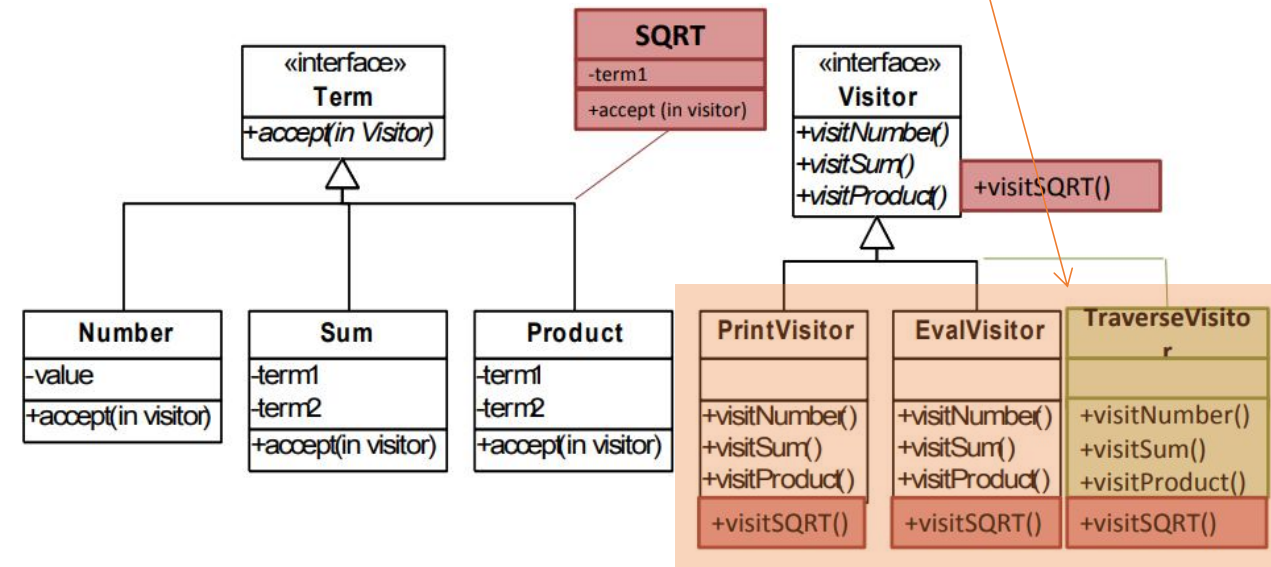 «interface»
Term
+accept(in Visitor)
SQRT
-term1
+accept (in visitor)
«interface»
Visitor
+visitNumber()
+visitSum()
+visitProduct()
+visitSQRT()
Number
-value
+accept(in visitor)
Sum
-term1
-term2
+accept(in visitor)
Product
-term1
-term2
+accept(in visitor)
PrintVisitor
+visitNumber()
+visitSum()
+visitProduct()
+visitSQRT()
EvalVisitor
+visitNumber()
+visitSum()
+visitProduct()
+visitSQRT()
TraverseVisito
r
+visitNumber()
+visitSum()
+visitProduct()
+visitSQRT()